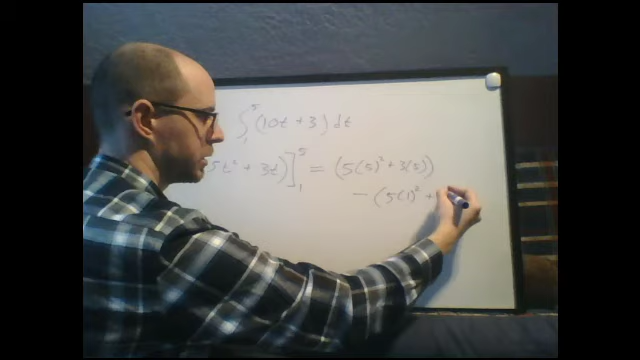 ∫₁⁵ (10t + 3) dt
5t² + 3t)]₁⁵ = (5(5)² + 3(5))
− (5(1)² +